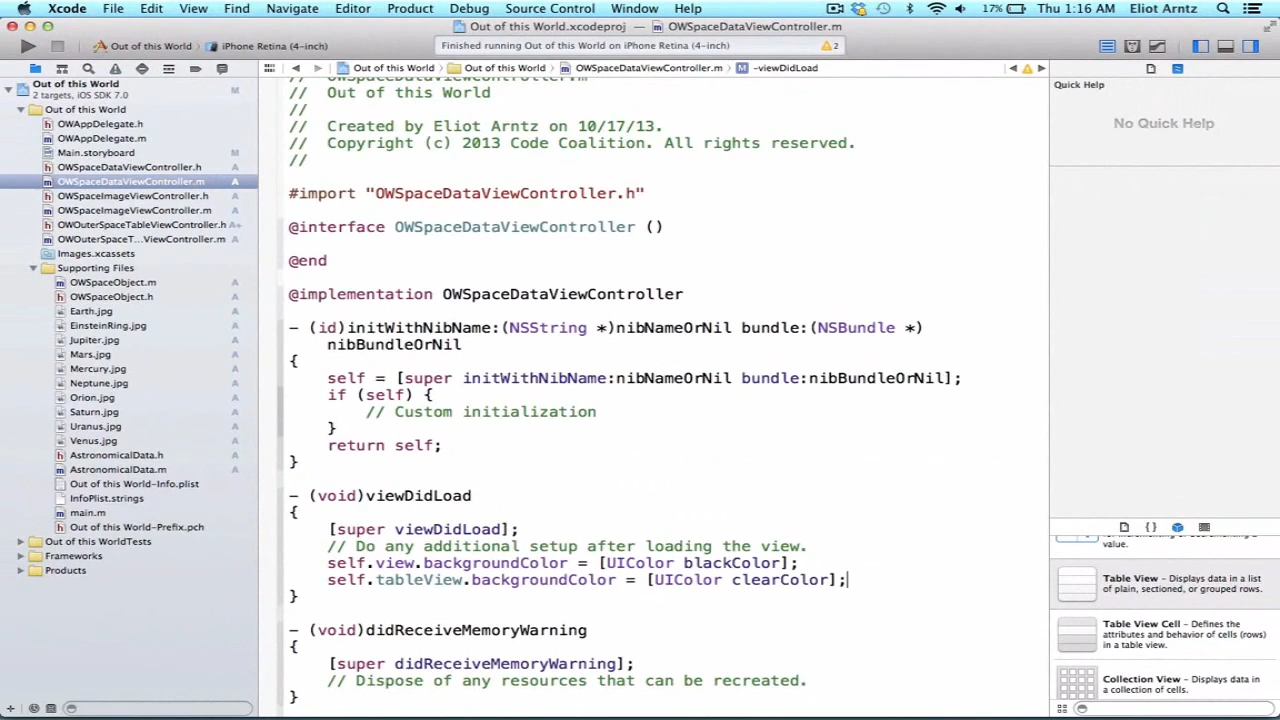 Xcode File Edit View Find Navigate Editor Product Debug Source Control Window Help 17% Thu 1:16 AM Eliot Arntz
Out of this World.xcodeproj — OWSpaceDataViewController.m
Out of this World iPhone Retina (4-inch) Finished running Out of this World on iPhone Retina (4-inch) 2
Out of this World Out of this World OWSpaceDataViewController.m M -viewDidLoad
Out of this World M
2 targets, iOS SDK 7.0
Out of this World
h OWAppDelegate.h
m OWAppDelegate.m
Main.storyboard M
h OWSpaceDataViewController.h A
m OWSpaceDataViewController.m A
h OWSpaceImageViewController.h A
m OWSpaceImageViewController.m A
h OWOuterSpaceTableViewController.h A+
m OWOuterSpaceT...ViewController.m A
Images.xcassets
Supporting Files
m OWSpaceObject.m A
h OWSpaceObject.h A
Earth.jpg A
EinsteinRing.jpg A
Jupiter.jpg A
Mars.jpg A
Mercury.jpg A
Neptune.jpg A
Orion.jpg A
Saturn.jpg A
Uranus.jpg A
Venus.jpg A
h AstronomicalData.h A
m AstronomicalData.m A
Out of this World-Info.plist
InfoPlist.strings
m main.m
h Out of this World-Prefix.pch
Out of this WorldTests
Frameworks
Products
//  OWSpaceDataViewController.m
//  Out of this World
//
//  Created by Eliot Arntz on 10/17/13.
//  Copyright (c) 2013 Code Coalition. All rights reserved.
//
#import "OWSpaceDataViewController.h"
@interface OWSpaceDataViewController ()
@end
@implementation OWSpaceDataViewController
- (id)initWithNibName:(NSString *)nibNameOrNil bundle:(NSBundle *)
nibBundleOrNil
{
self = [super initWithNibName:nibNameOrNil bundle:nibBundleOrNil];
if (self) {
// Custom initialization
}
return self;
}
- (void)viewDidLoad
{
[super viewDidLoad];
// Do any additional setup after loading the view.
self.view.backgroundColor = [UIColor blackColor];
self.tableView.backgroundColor = [UIColor clearColor];
}
- (void)didReceiveMemoryWarning
{
[super didReceiveMemoryWarning];
// Dispose of any resources that can be recreated.
}
Quick Help
No Quick Help
{ }
value.
Table View - Displays data in a list
of plain, sectioned, or grouped rows.
Table View Cell - Defines the
attributes and behavior of cells (rows)
in a table view.
Collection View - Displays data in
a collection of cells.